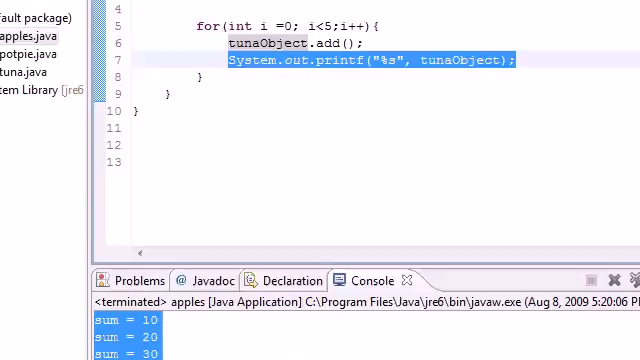 efault package)
apples.java
potpie.java
tuna.java
tem Library [jre6
4
5 for(int i =0; i<5;i++){
6 tunaObject.add();
7 System.out.printf("%s", tunaObject);
8 }
9 }
10 }
11
12
13
Problems @ Javadoc Declaration Console
<terminated> apples [Java Application] C:\Program Files\Java\jre6\bin\javaw.exe (Aug 8, 2009 5:20:06 P
sum = 10
sum = 20
sum = 30